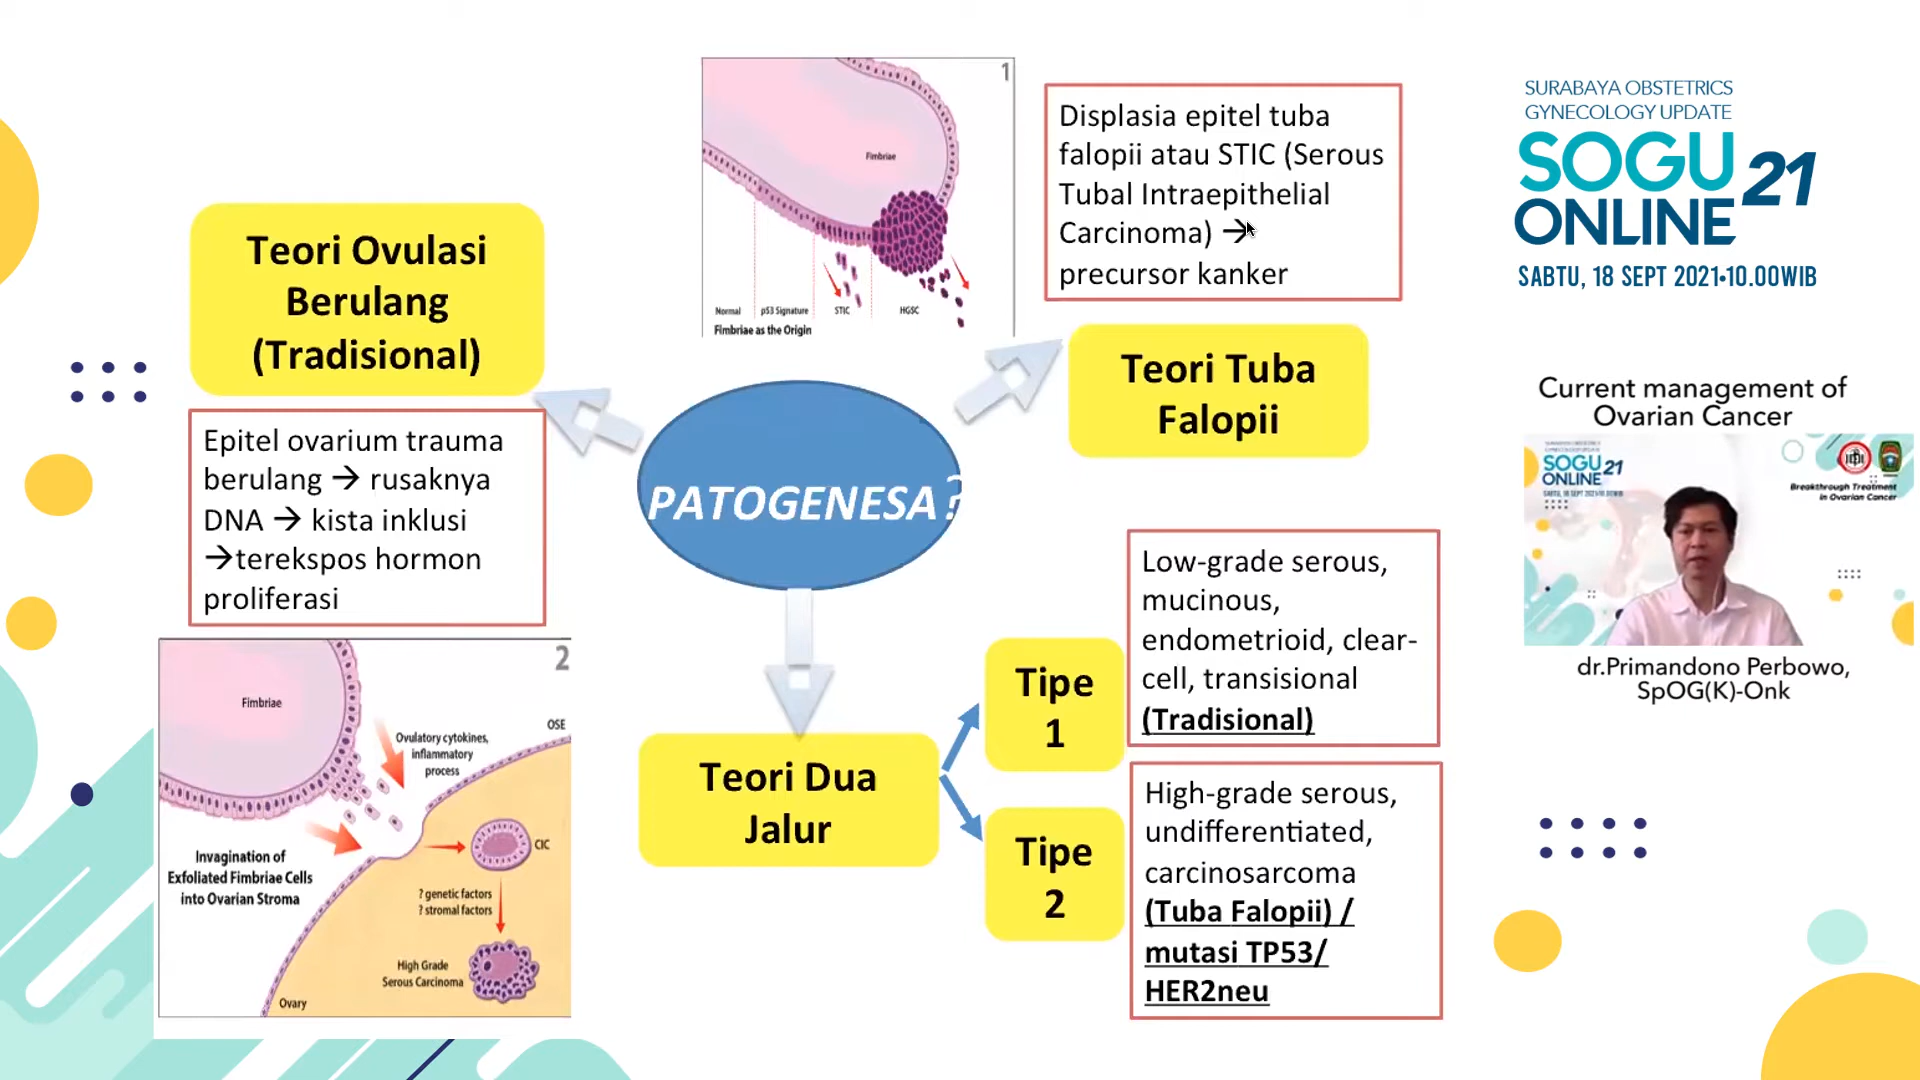 1
Fimbriae
Normal
p53 Signature
STIC
HGSC
Fimbriae as the Origin
Displasia epitel tuba
falopii atau STIC (Serous
Tubal Intraepithelial
Carcinoma) →
precursor kanker
Teori Tuba
Falopii
Teori Ovulasi
Berulang
(Tradisional)
Epitel ovarium trauma
berulang → rusaknya
DNA → kista inklusi
→terekspos hormon
proliferasi
PATOGENESA?
2
Fimbriae
Ovulatory cytokines,
inflammatory
process
OSE
Invagination of
Exfoliated Fimbriae Cells
into Ovarian Stroma
CIC
? genetic factors
? stromal factors
High Grade
Serous Carcinoma
Ovary
Teori Dua
Jalur
Tipe
1
Low-grade serous,
mucinous,
endometrioid, clear-
cell, transisional
(Tradisional)
Tipe
2
High-grade serous,
undifferentiated,
carcinosarcoma
(Tuba Falopii) /
mutasi TP53/
HER2neu
SURABAYA OBSTETRICS
GYNECOLOGY UPDATE
SOGU 21
ONLINE
SABTU, 18 SEPT 2021•10.00WIB
Current management of
Ovarian Cancer
SOGU 21
ONLINE
Breakthrough Treatment
in Ovarian Cancer
dr.Primandono Perbowo,
SpOG(K)-Onk